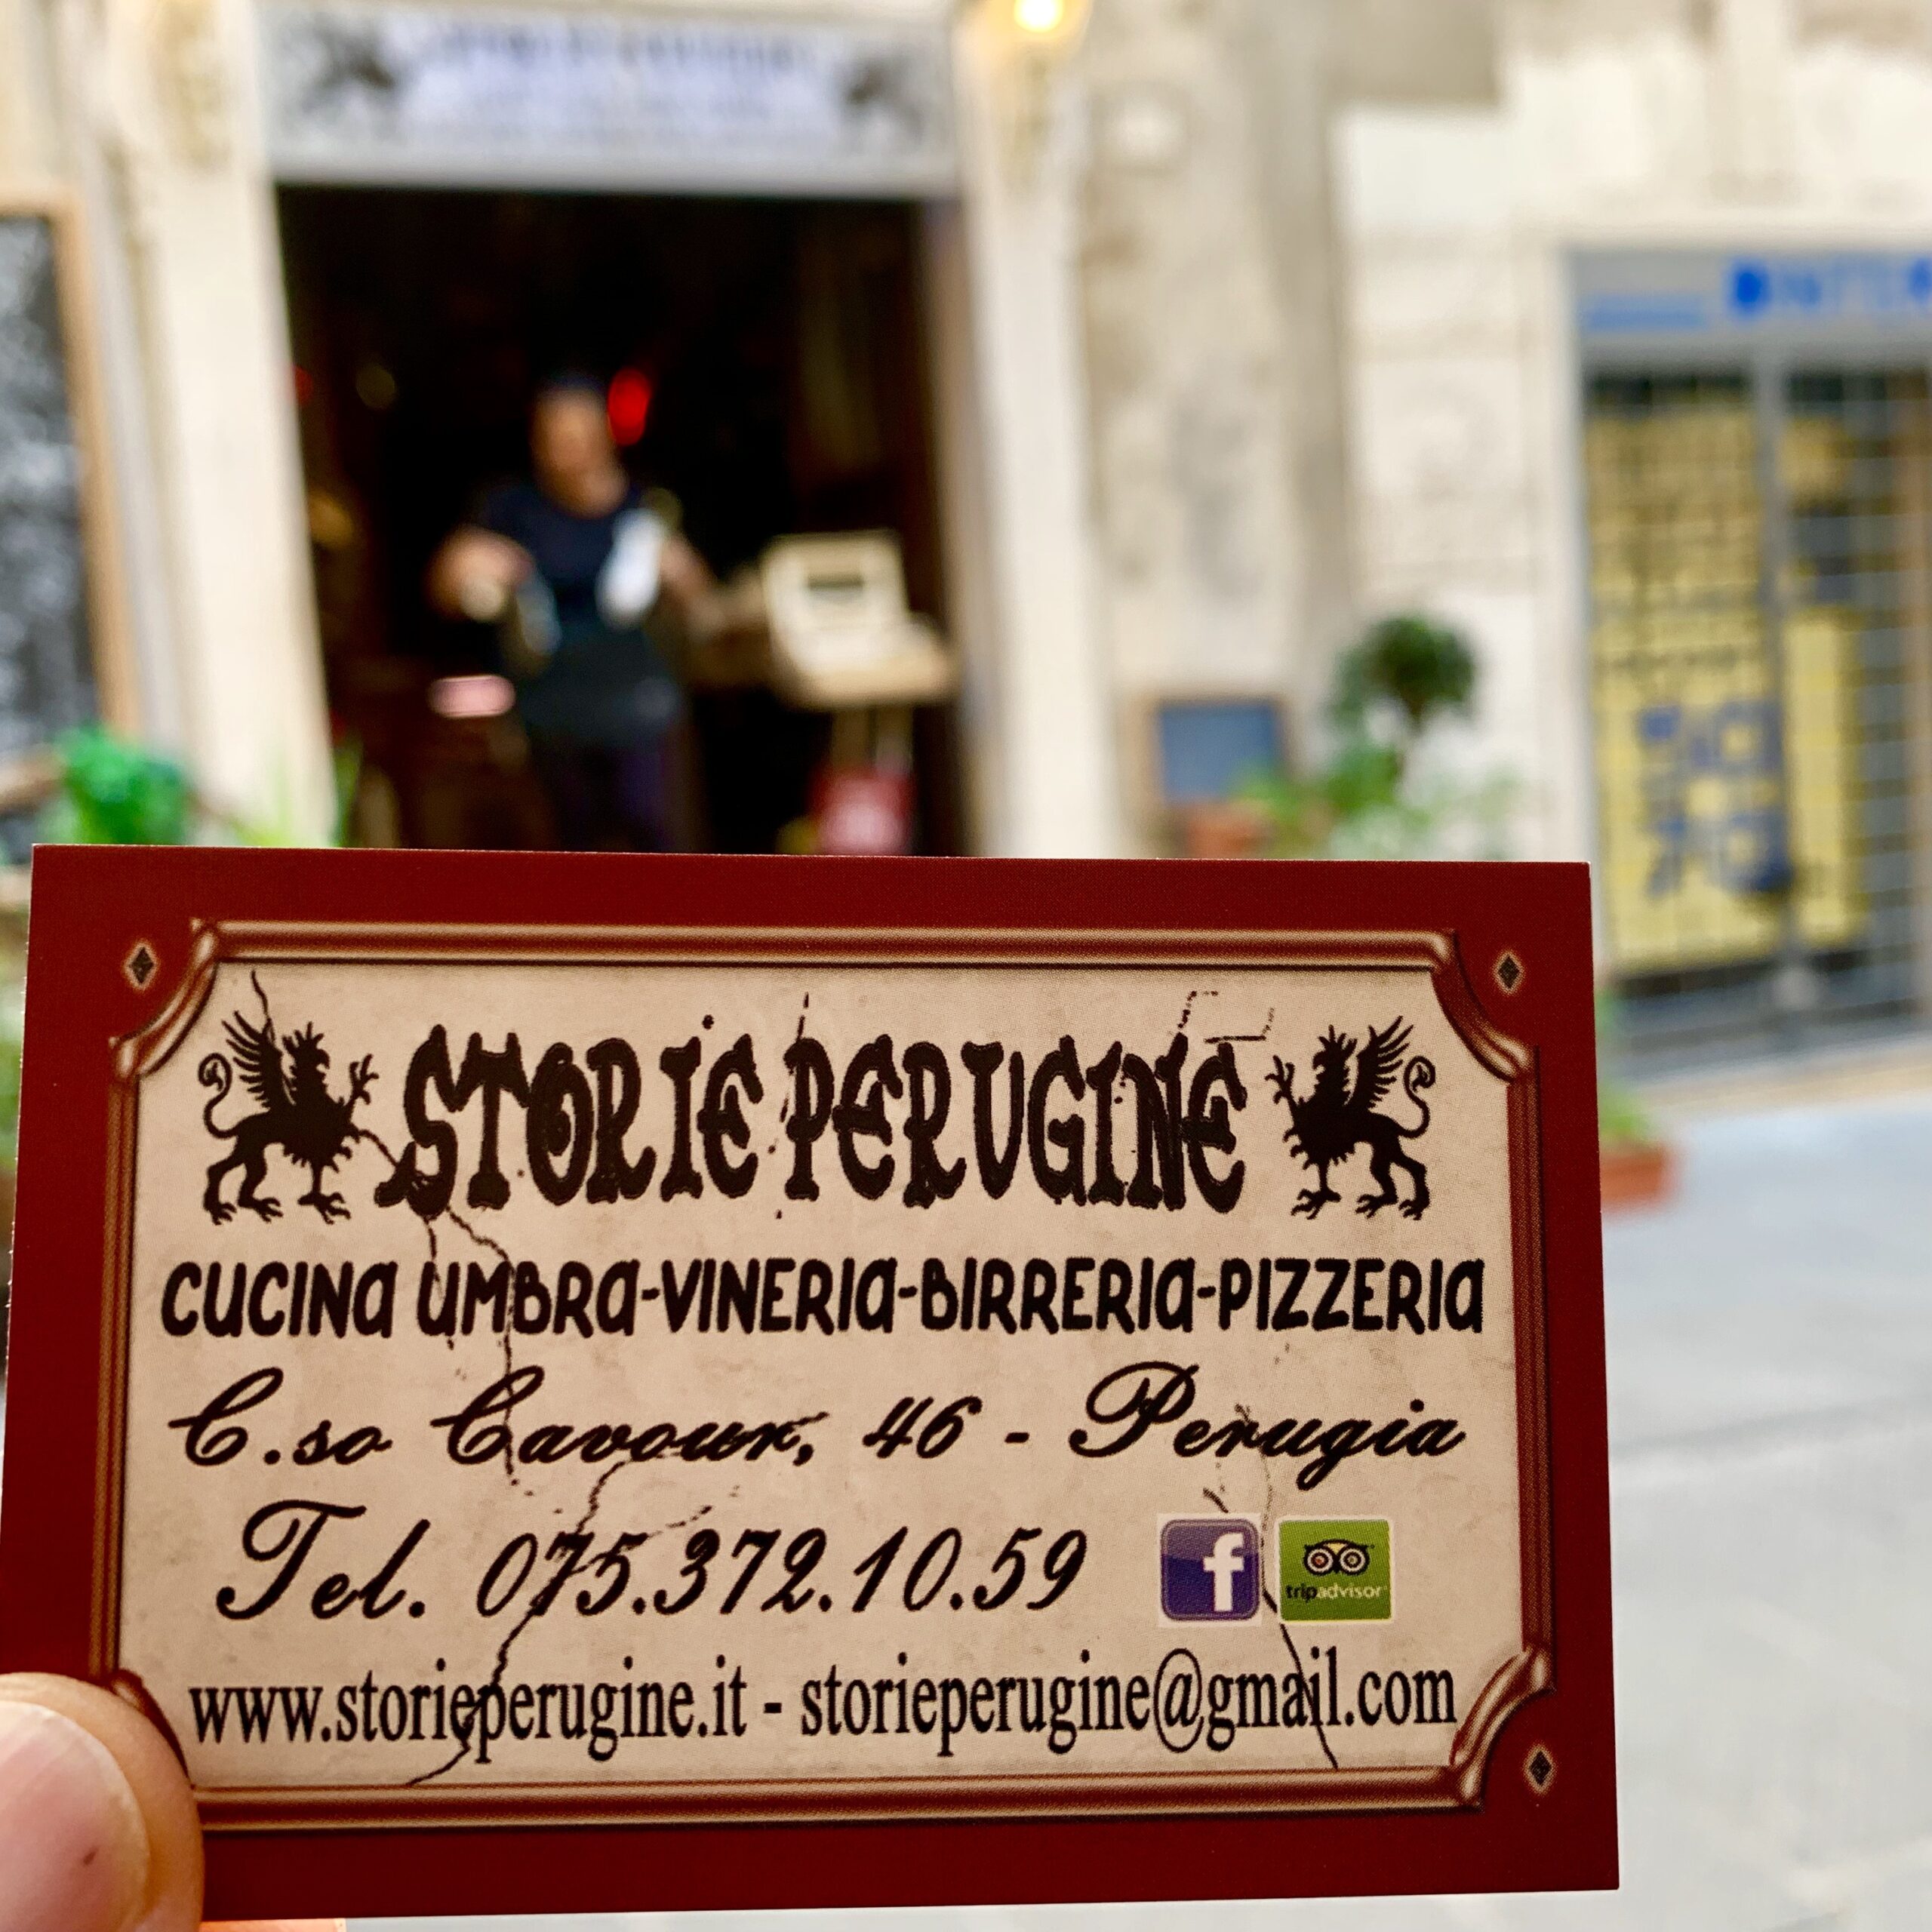 STORIE PERUGINE
CUCINA UMBRA-VINERIA-BIRRERIA-PIZZERIA
C.so Cavour, 46 - Perugia
Tel. 075.372.10.59
f
tripadvisor
www.storieperugine.it - storieperugine@gmail.com